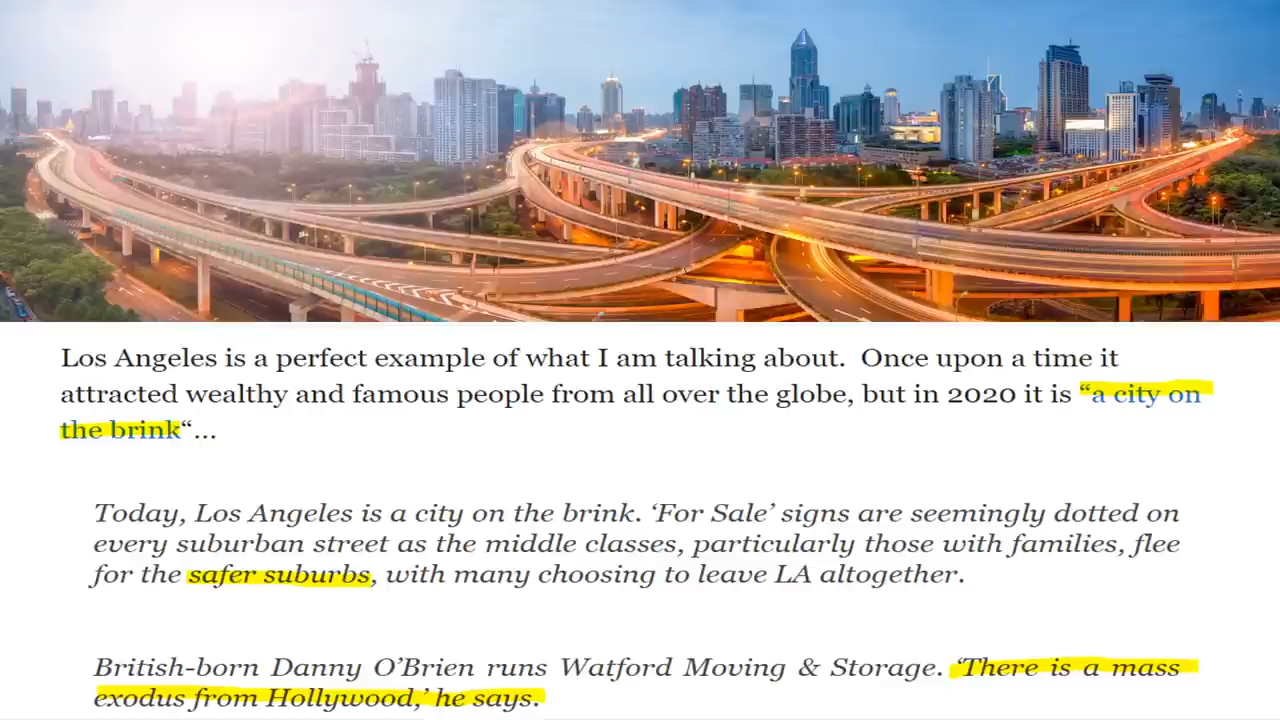 Los Angeles is a perfect example of what I am talking about.  Once upon a time it
attracted wealthy and famous people from all over the globe, but in 2020 it is “a city on
the brink“…
Today, Los Angeles is a city on the brink. ‘For Sale’ signs are seemingly dotted on
every suburban street as the middle classes, particularly those with families, flee
for the safer suburbs, with many choosing to leave LA altogether.
British-born Danny O’Brien runs Watford Moving & Storage. ‘There is a mass
exodus from Hollywood,’ he says.